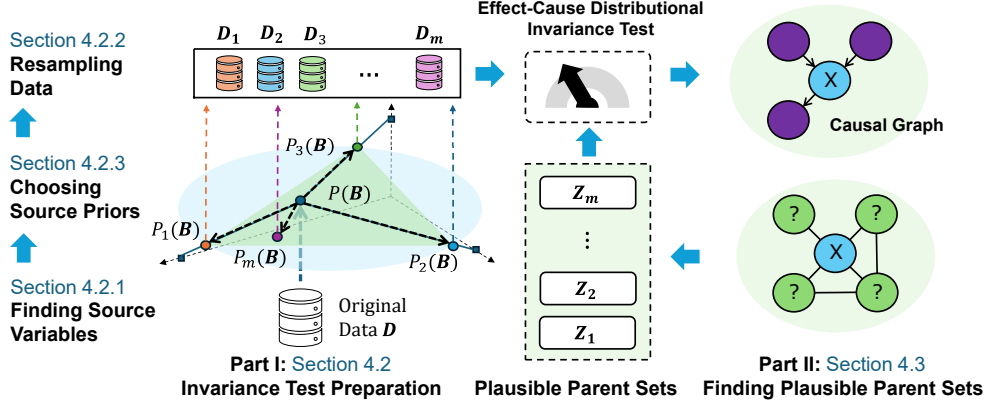 Section 4.2.2
Resampling
Data
Section 4.2.3
Choosing
Source Priors
Section 4.2.1
Finding Source
Variables
D1 D2 D3 Dm
...
P3(B)
P(B)
P1(B)
Pm(B)
P2(B)
Original
Data D
Part I: Section 4.2
Invariance Test Preparation
Effect-Cause Distributional
Invariance Test
Zm
⋮
Z2
Z1
Plausible Parent Sets
X
Causal Graph
? ?
X
? ?
Part II: Section 4.3
Finding Plausible Parent Sets